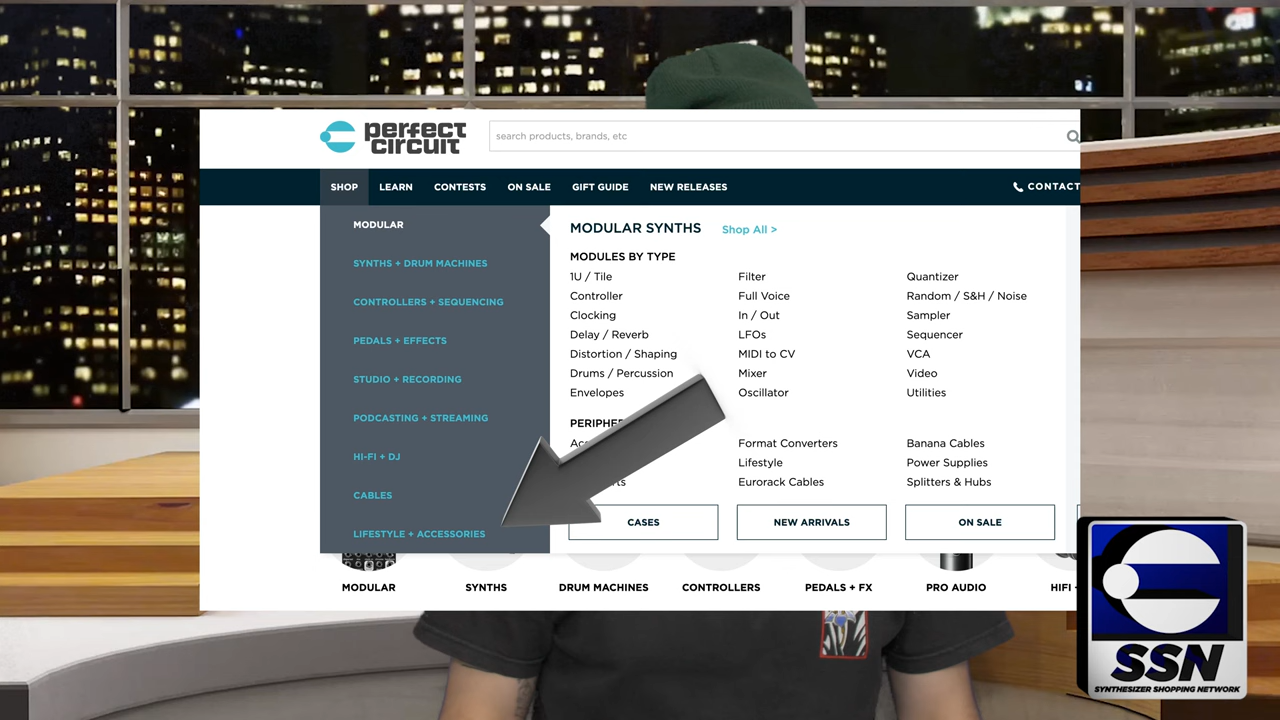 perfect
circuit
search products, brands, etc
SHOP
LEARN
CONTESTS
ON SALE
GIFT GUIDE
NEW RELEASES
CONTACT
MODULAR
SYNTHS + DRUM MACHINES
CONTROLLERS + SEQUENCING
PEDALS + EFFECTS
STUDIO + RECORDING
PODCASTING + STREAMING
HI-FI + DJ
CABLES
LIFESTYLE + ACCESSORIES
MODULAR SYNTHS
Shop All >
MODULES BY TYPE
1U / Tile
Controller
Clocking
Delay / Reverb
Distortion / Shaping
Drums / Percussion
Envelopes
Filter
Full Voice
In / Out
LFOs
MIDI to CV
Mixer
Oscillator
Quantizer
Random / S&H / Noise
Sampler
Sequencer
VCA
Video
Utilities
Format Converters
Lifestyle
Eurorack Cables
Banana Cables
Power Supplies
Splitters & Hubs
CASES
NEW ARRIVALS
ON SALE
MODULAR
SYNTHS
DRUM MACHINES
CONTROLLERS
PEDALS + FX
PRO AUDIO
HIFI
SSN
SYNTHESIZER SHOPPING NETWORK